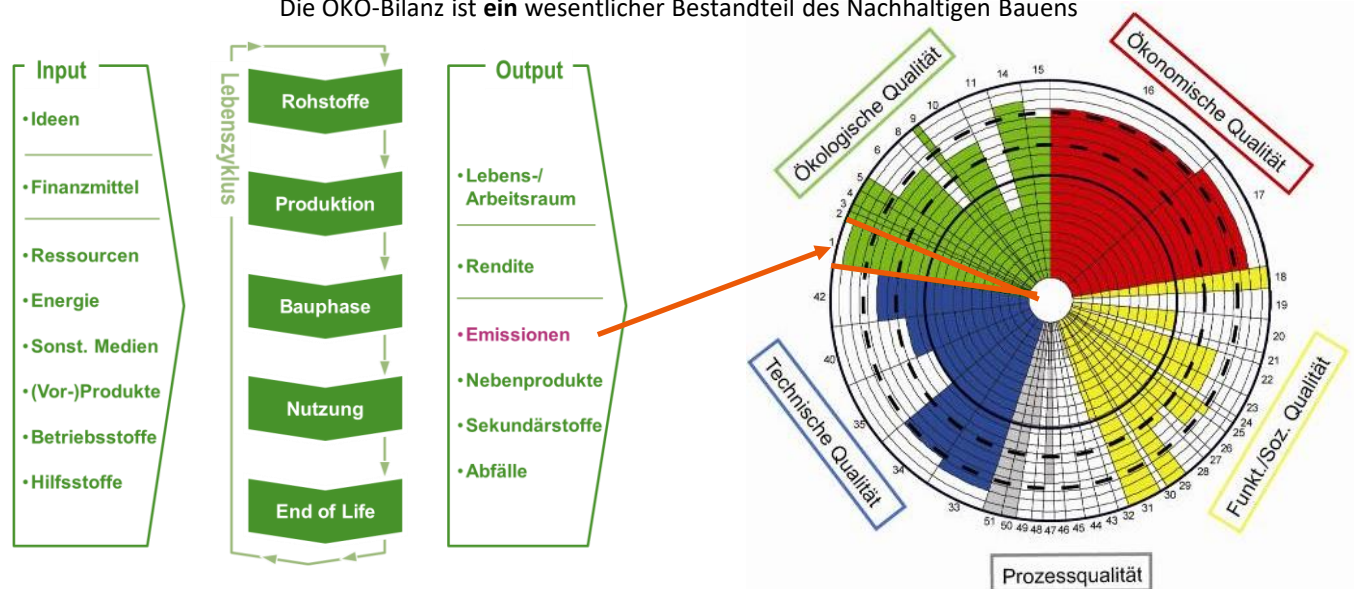 Die ÖKO-Bilanz ist ein wesentlicher Bestandteil des Nachhaltigen Bauens
Input
•Ideen
•Finanzmittel
•Ressourcen
•Energie
•Sonst. Medien
•(Vor-)Produkte
•Betriebsstoffe
•Hilfsstoffe
Lebenszyklus
Rohstoffe
Produktion
Bauphase
Nutzung
End of Life
Output
•Lebens-/
Arbeitsraum
•Rendite
•Emissionen
•Nebenprodukte
•Sekundärstoffe
•Abfälle
Ökologische Qualität
Ökonomische Qualität
Technische Qualität
Funkt./Soz. Qualität
Prozessqualität
1
2
3
4
5
6
8
9
10
11
14
15
16
17
18
19
20
21
22
23
24
25
26
27
28
29
30
31
32
43
44
45
46
47
48
49
50
51
33
34
35
40
42